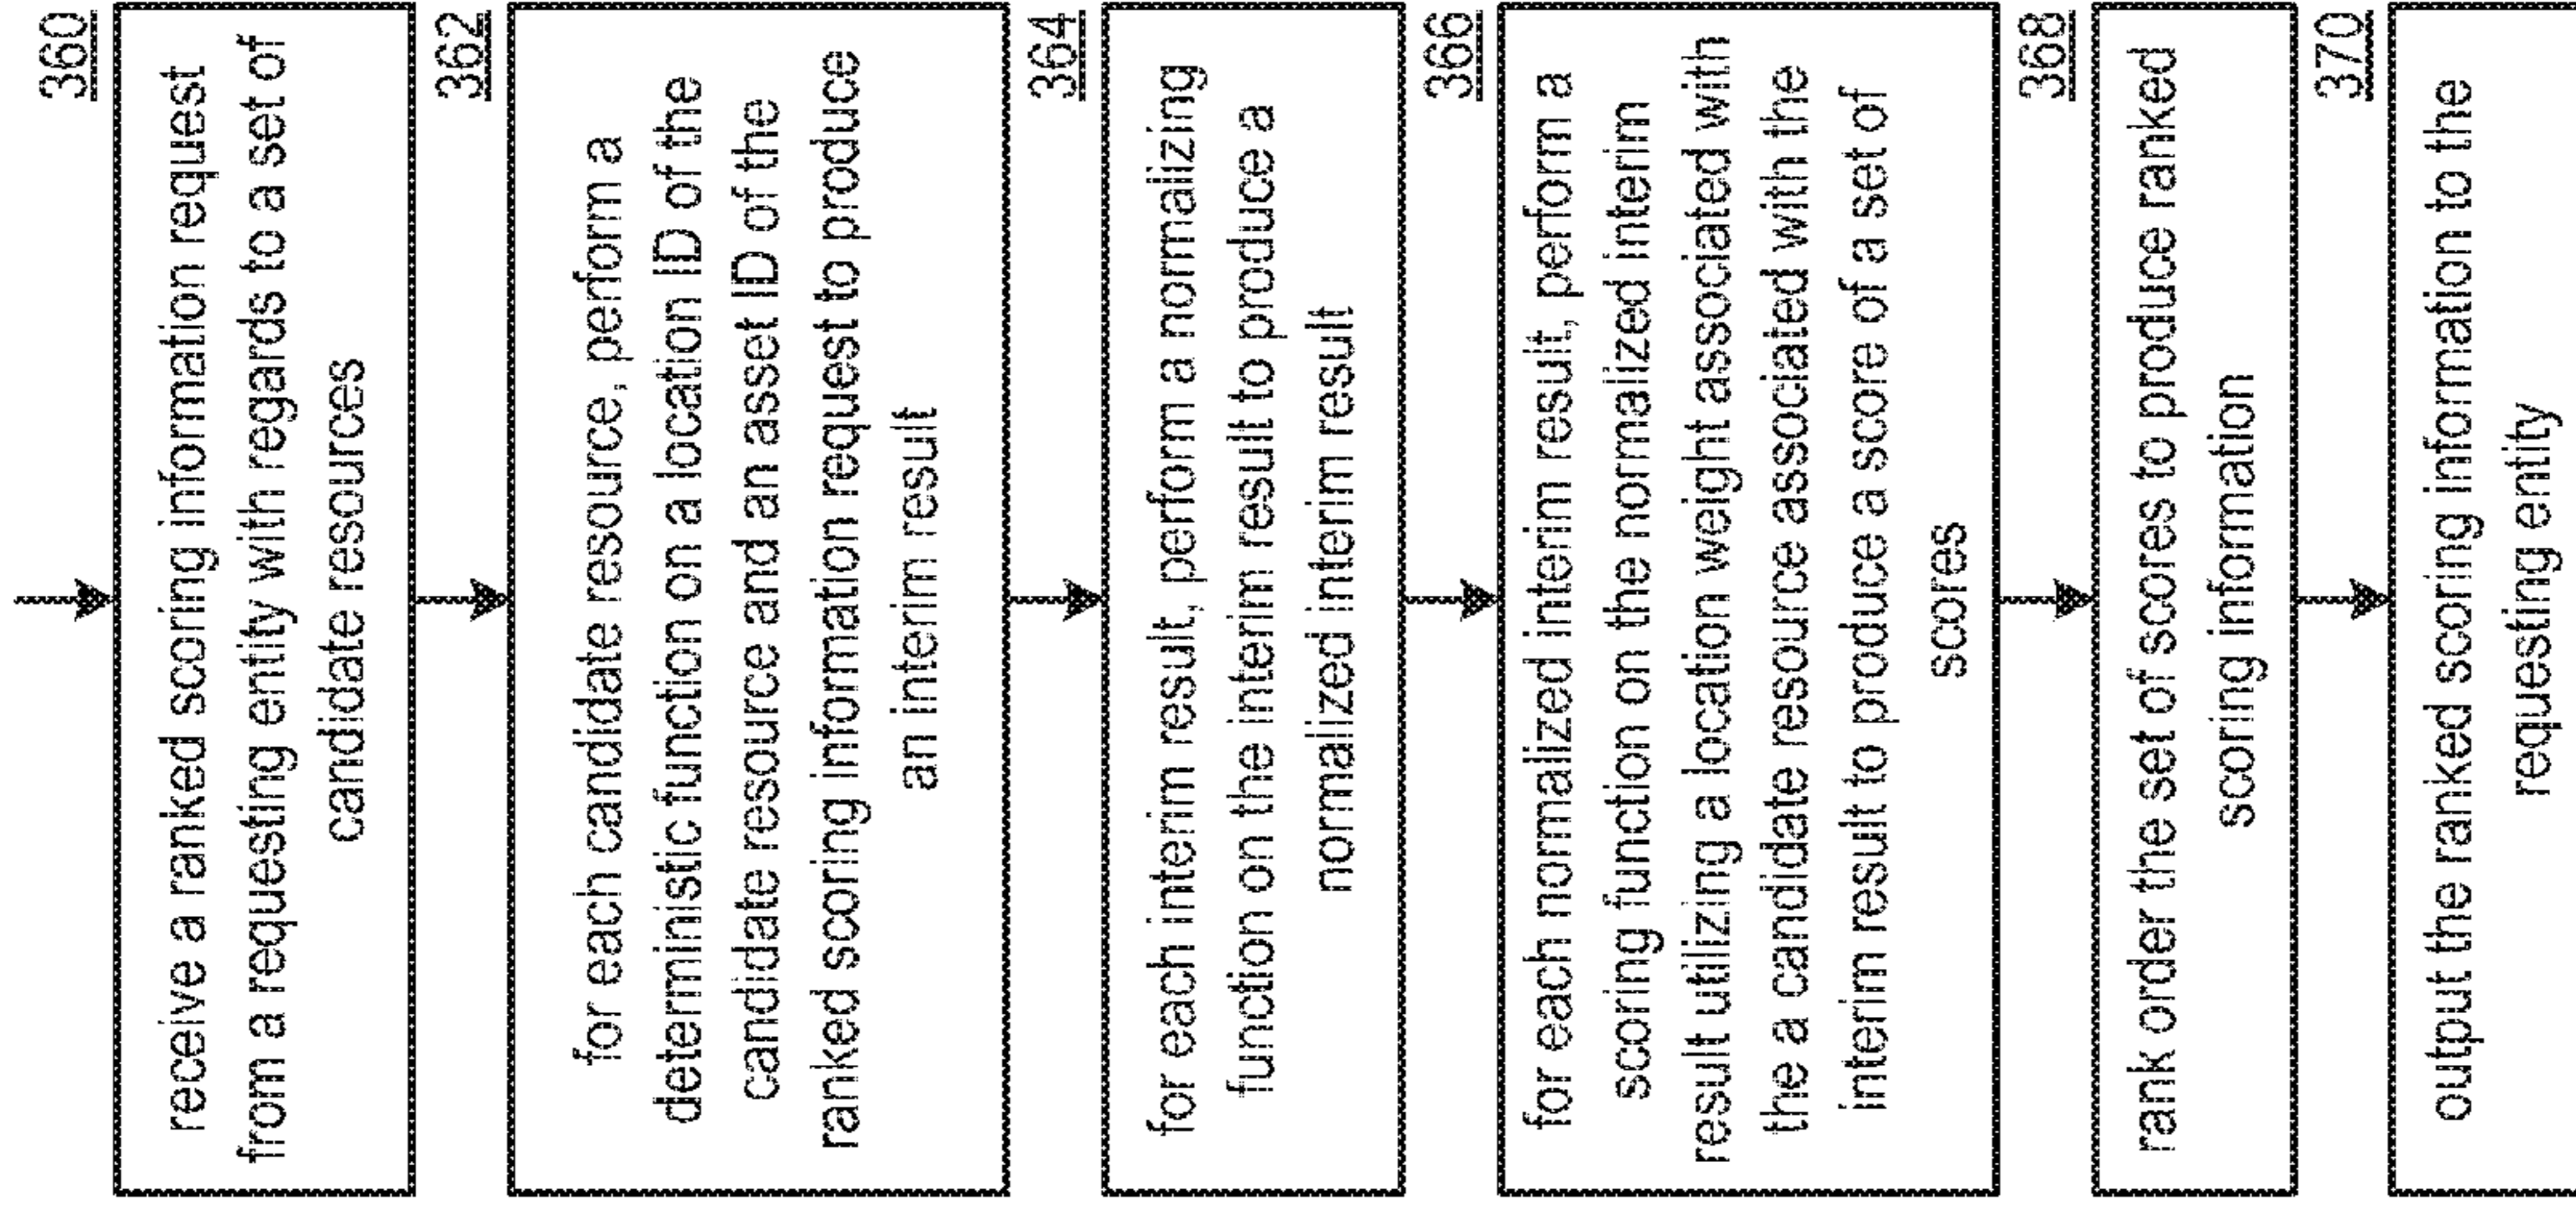 360
receive a ranked scoring information request
from a requesting entity with regards to a set of
candidate resources
362
for each candidate resource, perform a
deterministic function on a location ID of the
candidate resource and an asset ID of the
ranked scoring information request to produce
an interim result
364
for each interim result, perform a normalizing
function on the interim result to produce a
normalized interim result
366
for each normalized interim result, perform a
scoring function on the normalized interim
result utilizing a location weight associated with
the a candidate resource associated with the
interim result to produce a score of a set of
scores
368
rank order the set of scores to produce ranked
scoring information
370
output the ranked scoring information to the
requesting entity